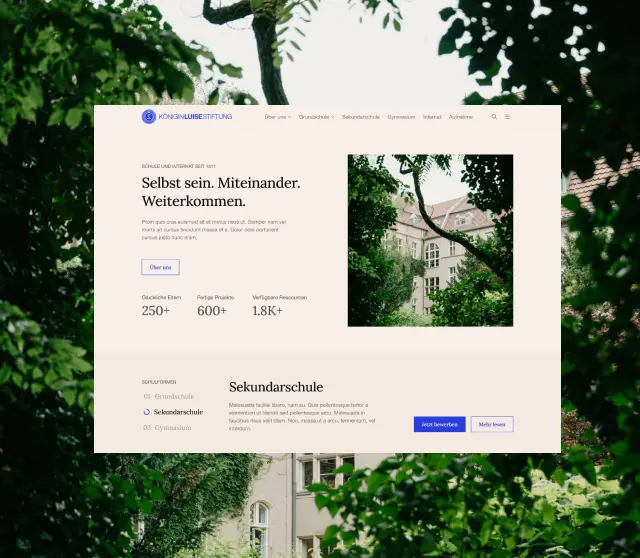 KÖNIGINLUISESTIFTUNG
Über uns
Grundschule
Sekundarschule
Gymnasium
Internat
Aufnahme
SCHULE UND INTERNAT SEIT 1811
Selbst sein. Miteinander.
Weiterkommen.
Proin quis cras euismod sit et metus risus ut. Semper nam vel
mattis sit cursus tincidunt massa et a. Dolor odio parturient
cursus justo nunc enim.
Über uns
Glückliche Eltern
Fertige Projekte
Verfügbare Ressourcen
250+
600+
1.8K+
SCHULFORMEN
01 Grundschule
Sekundarschule
03 Gymnasium
Sekundarschule
Malesuada facilisi libero, nam eu. Quis pellentesque tortor a
elementum ut blandit sed pellentesque arcu. Malesuada in
faucibus risus velit diam. Non, massa ut a arcu, fermentum, vel
interdum.
Jetzt bewerben
Mehr lesen